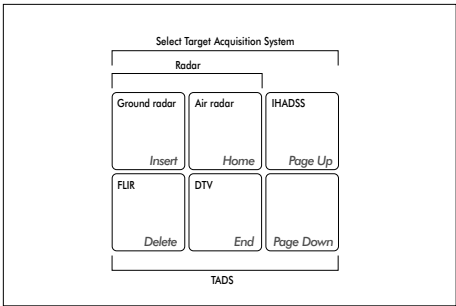 Select Target Acquisition System
Radar
Ground radar Air radar IHADSS
Insert Home Page Up
FLIR DTV
Delete End Page Down
TADS